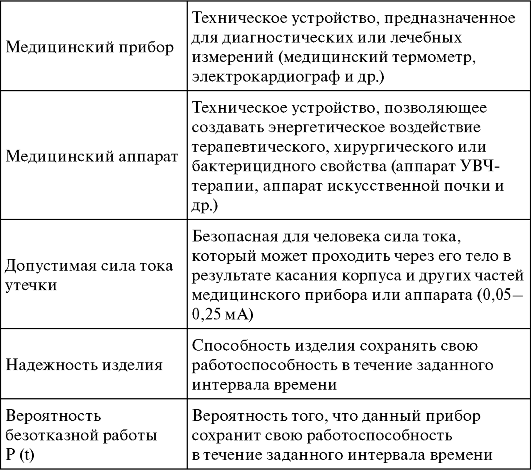 Медицинский прибор
Техническое устройство, предназначенное
для диагностических или лечебных
измерений (медицинский термометр,
электрокардиограф и др.)
Медицинский аппарат
Техническое устройство, позволяющее
создавать энергетическое воздействие
терапевтического, хирургического или
бактерицидного свойства (аппарат УВЧ-
терапии, аппарат искусственной почки и
др.)
Допустимая сила тока
утечки
Безопасная для человека сила тока,
который может проходить через его тело в
результате касания корпуса и других частей
медицинского прибора или аппарата (0,05–
0,25 мА)
Надежность изделия
Способность изделия сохранять свою
работоспособность в течение заданного
интервала времени
Вероятность
безотказной работы
P (t)
Вероятность того, что данный прибор
сохранит свою работоспособность
в течение заданного интервала времени